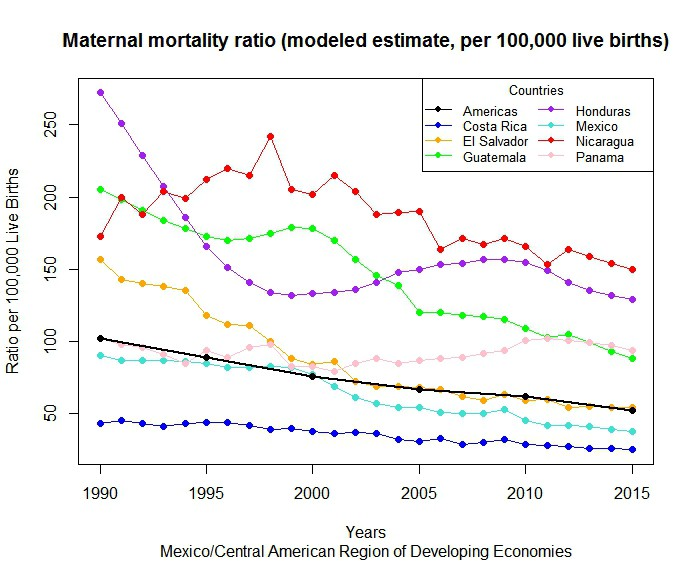 Maternal mortality ratio (modeled estimate, per 100,000 live births)
Countries
Americas Honduras
Costa Rica Mexico
El Salvador Nicaragua
Guatemala Panama
Ratio per 100,000 Live Births
250
200
150
100
50
1990 1995 2000 2005 2010 2015
Years
Mexico/Central American Region of Developing Economies